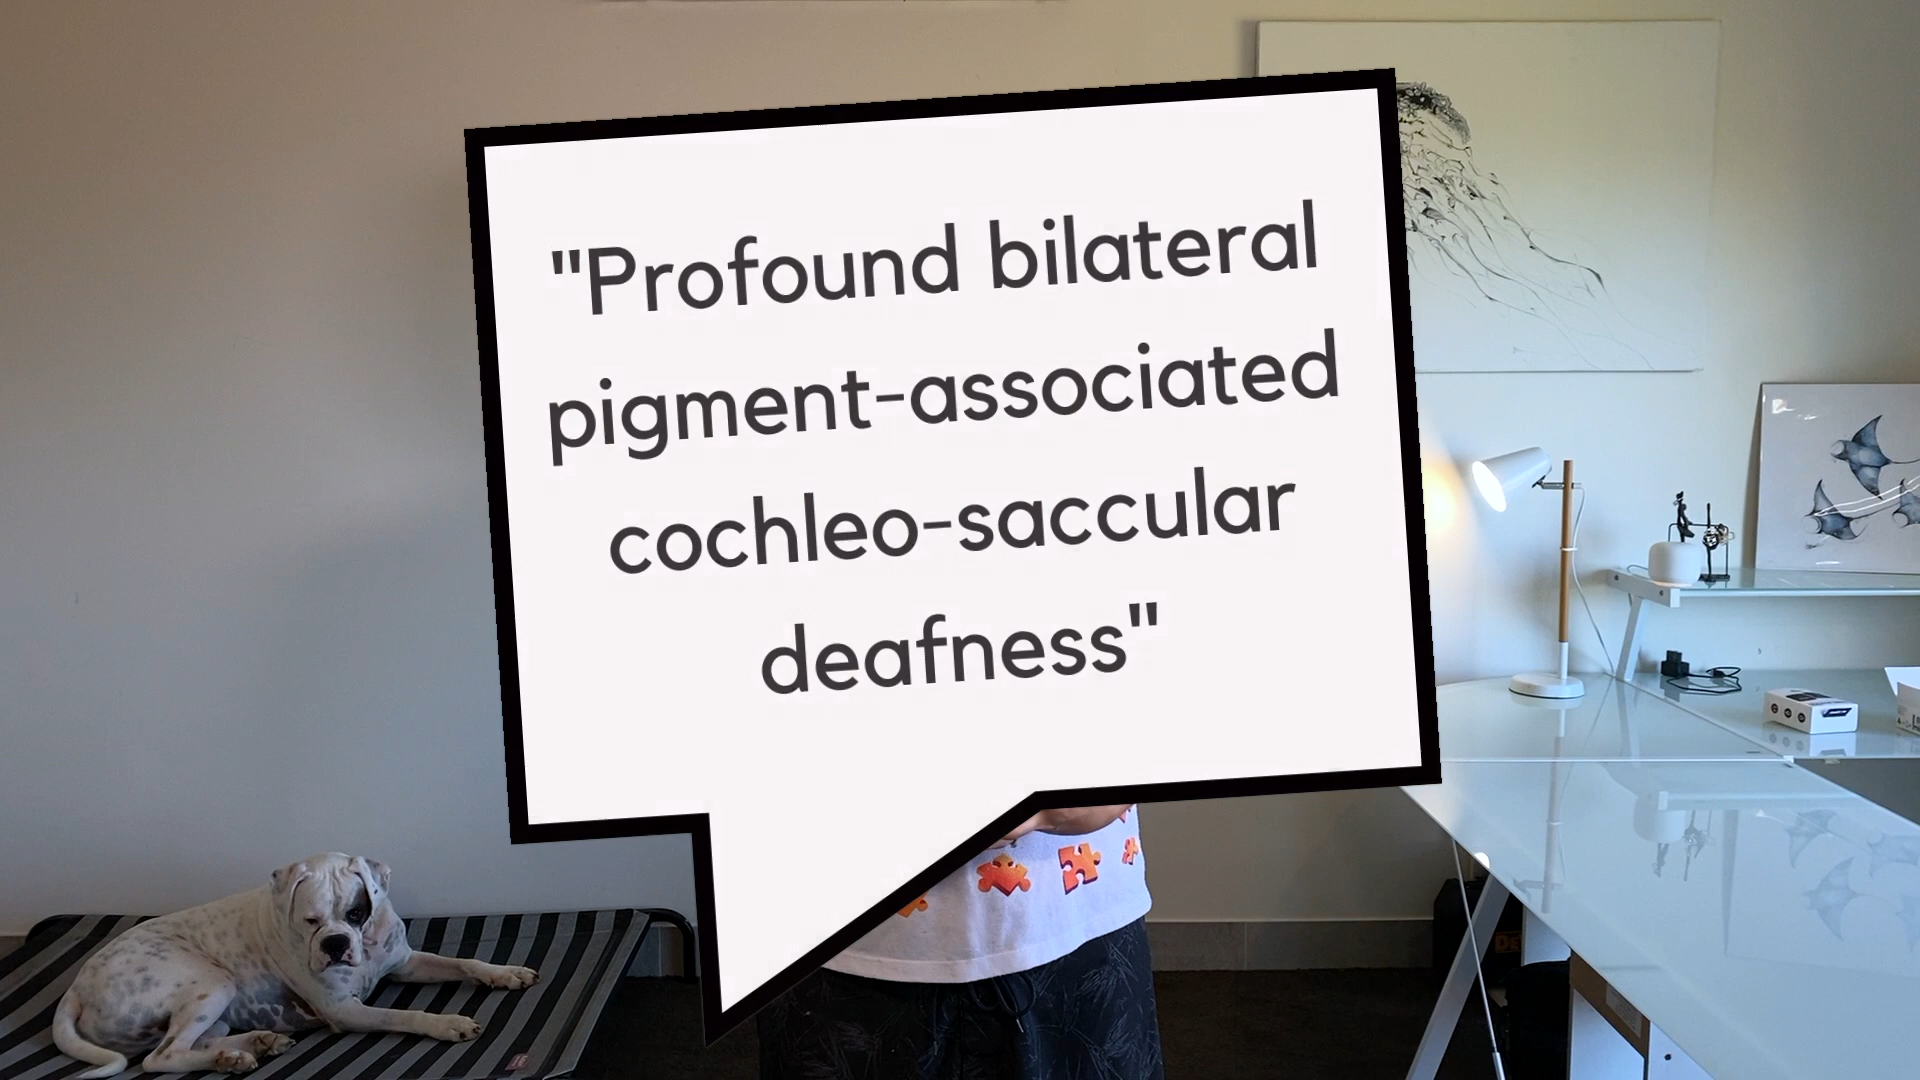 "Profound bilateral
pigment-associated
cochleo-saccular
deafness"